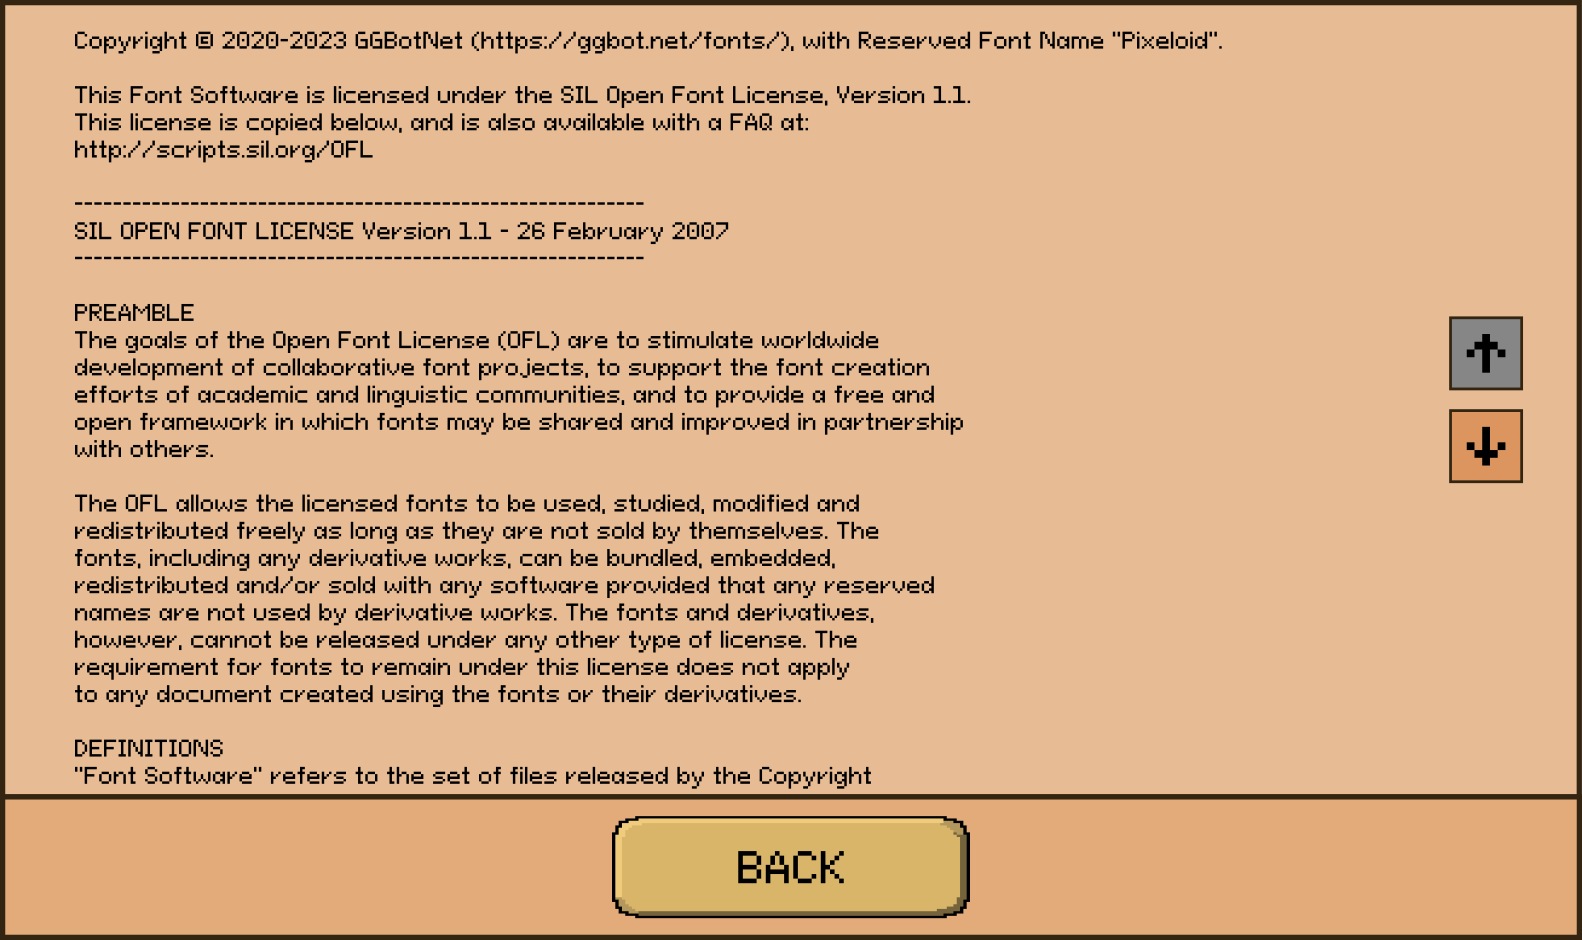 Copyright © 2020-2023 GGBotNet (https://ggbot.net/fonts/), with Reserved Font Name "Pixeloid".
This Font Software is licensed under the SIL Open Font License, Version 1.1.
This license is copied below, and is also available with a FAQ at:
http://scripts.sil.org/OFL
-----------------------------------------------------------
SIL OPEN FONT LICENSE Version 1.1 - 26 February 2007
-----------------------------------------------------------
PREAMBLE
The goals of the Open Font License (OFL) are to stimulate worldwide
development of collaborative font projects, to support the font creation
efforts of academic and linguistic communities, and to provide a free and
open framework in which fonts may be shared and improved in partnership
with others.
The OFL allows the licensed fonts to be used, studied, modified and
redistributed freely as long as they are not sold by themselves. The
fonts, including any derivative works, can be bundled, embedded,
redistributed and/or sold with any software provided that any reserved
names are not used by derivative works. The fonts and derivatives,
however, cannot be released under any other type of license. The
requirement for fonts to remain under this license does not apply
to any document created using the fonts or their derivatives.
DEFINITIONS
"Font Software" refers to the set of files released by the Copyright
BACK